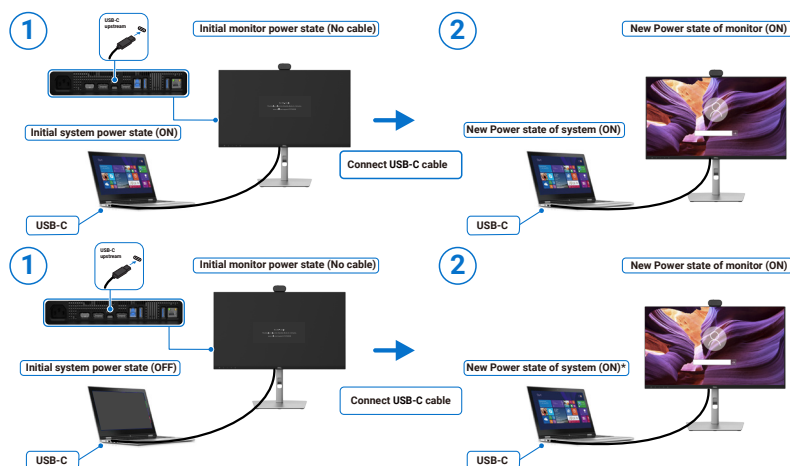 1
USB-C
upstream
Initial monitor power state (No cable)
2
New Power state of monitor (ON)
Initial system power state (ON)
New Power state of system (ON)
Connect USB-C cable
USB-C
USB-C
1
USB-C
upstream
Initial monitor power state (No cable)
2
New Power state of monitor (ON)
Initial system power state (OFF)
New Power state of system (ON)*
Connect USB-C cable
USB-C
USB-C